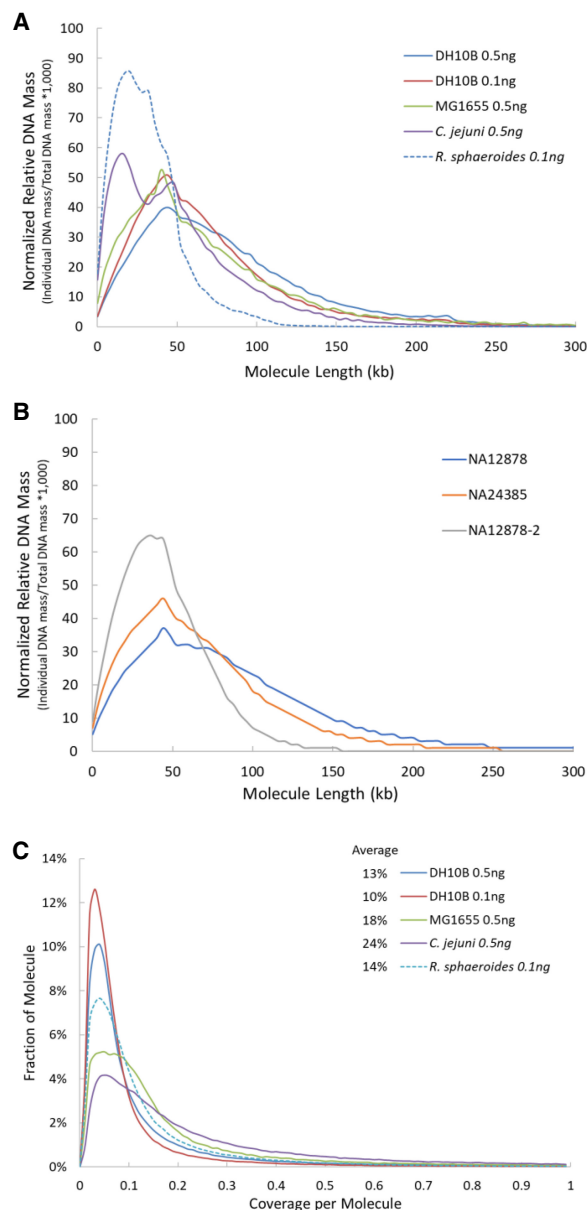 A
Normalized Relative DNA Mass
(Individual DNA mass/Total DNA mass *1,000)
100
90
80
70
60
50
40
30
20
10
0
0 50 100 150 200 250 300
Molecule Length (kb)
DH10B 0.5ng
DH10B 0.1ng
MG1655 0.5ng
C. jejuni 0.5ng
R. sphaeroides 0.1ng
B
Normalized Relative DNA Mass
(Individual DNA mass/Total DNA mass *1,000)
100
90
80
70
60
50
40
30
20
10
0
0 50 100 150 200 250 300
Molecule Length (kb)
NA12878
NA24385
NA12878-2
C
Fraction of Molecule
14%
12%
10%
8%
6%
4%
2%
0%
0 0.1 0.2 0.3 0.4 0.5 0.6 0.7 0.8 0.9 1
Coverage per Molecule
Average
13% DH10B 0.5ng
10% DH10B 0.1ng
18% MG1655 0.5ng
24% C. jejuni 0.5ng
14% R. sphaeroides 0.1ng